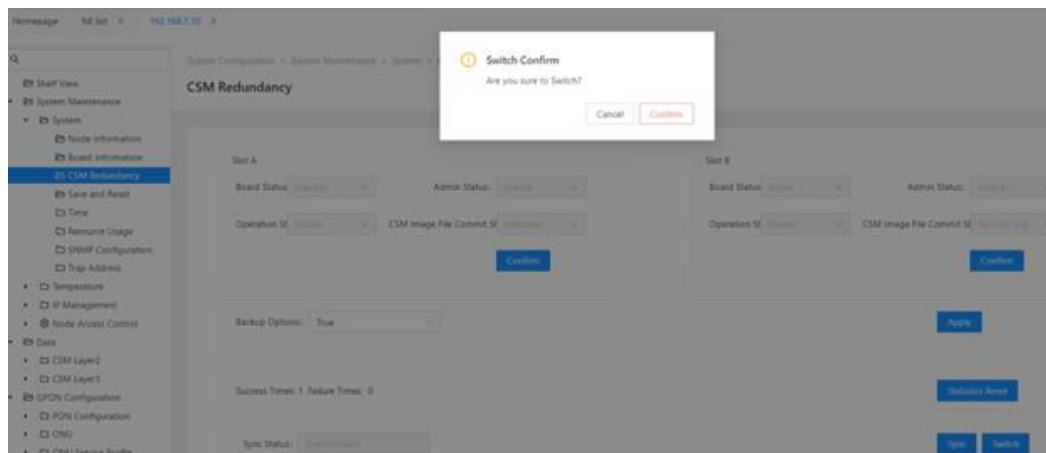 Homepage NE list × 192.168.7.70 ×
System Configuration > System Maintenance > System >
CSM Redundancy
Switch Confirm
Are you sure to Switch?
Cancel Confirm
Shelf View
System Maintenance
System
Node Information
Board Information
CSM Redundancy
Save and Reset
Time
Resource Usage
SNMP Configuration
Trap Address
Temperature
IP Management
Node Access Control
Data
CSM Layer2
CSM Layer3
GPON Configuration
PON Configuration
ONU
ONU Service Profile
Slot A
Board Status: Admin Status:
Operation St CSM Image File Commit St
Confirm
Slot B
Board Status: Active Admin Status:
Operation St CSM Image File Commit St
Confirm
Backup Options: True Apply
Success Times: 1 Failure Times: 0 Statistics Reset
Sync Status: Sync Switch